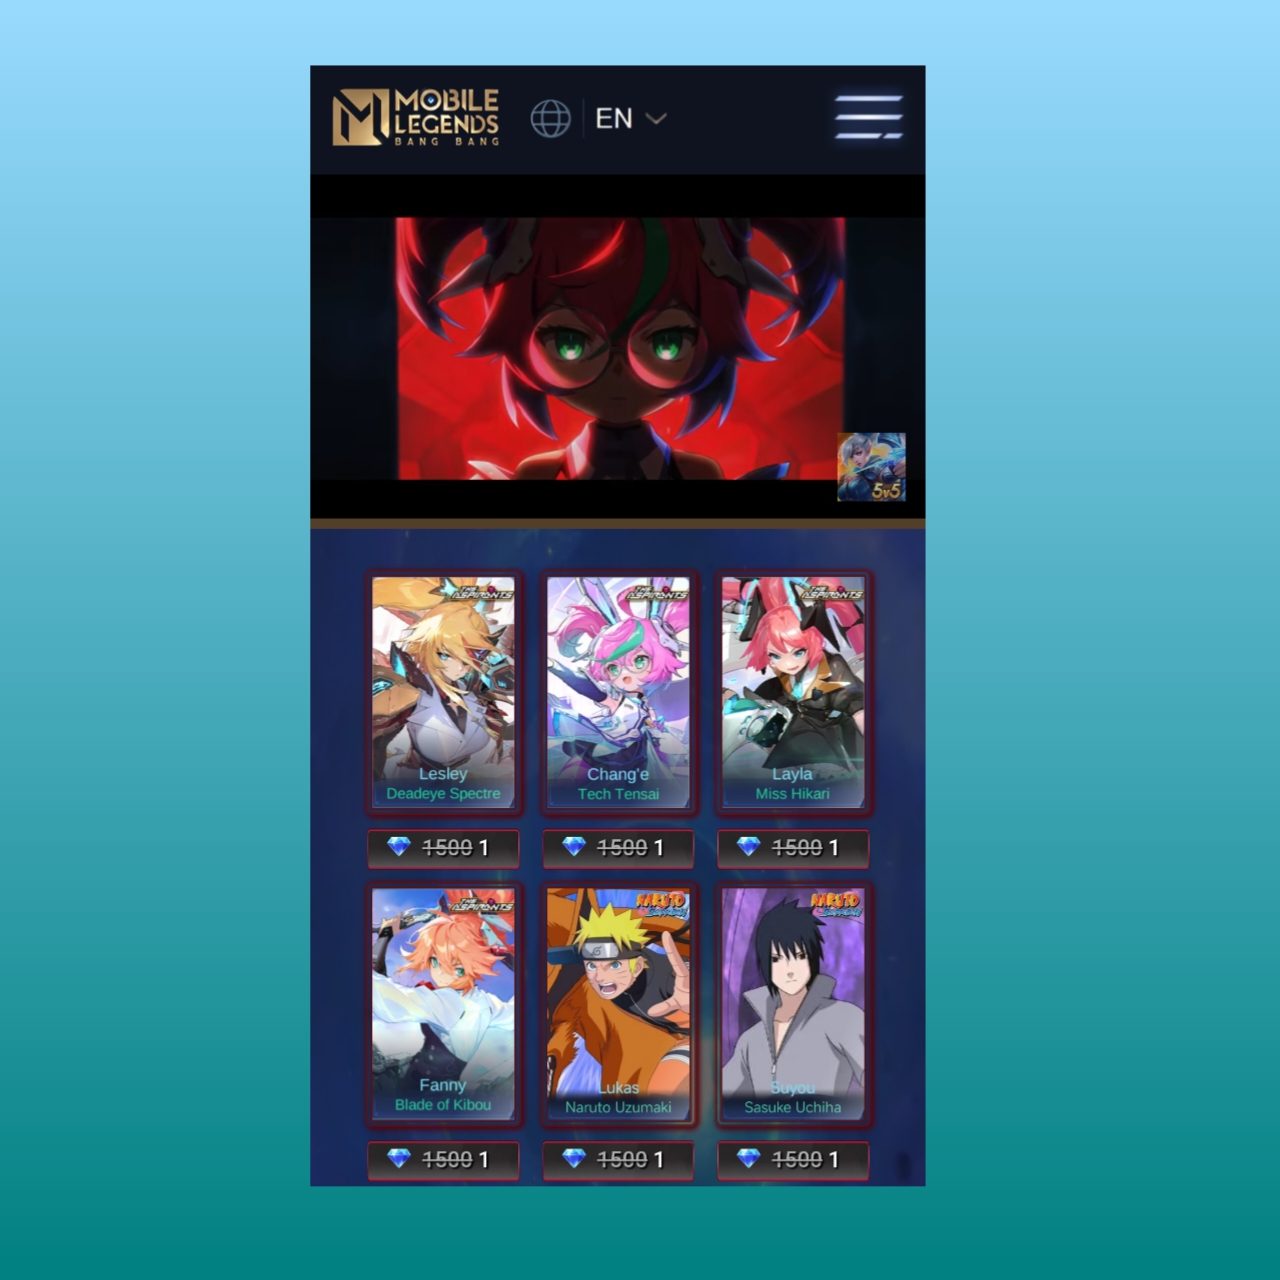 MOBILE
LEGENDS
BANG BANG
EN
5v5
THE ASPIRANTS
THE ASPIRANTS
THE ASPIRANTS
Lesley
Deadeye Spectre
Chang'e
Tech Tensai
Layla
Miss Hikari
1500 1
1500 1
1500 1
THE ASPIRANTS
NARUTO
SHIPPUDEN
NARUTO
SHIPPUDEN
Fanny
Blade of Kibou
Lukas
Naruto Uzumaki
Suyou
Sasuke Uchiha
1500 1
1500 1
1500 1